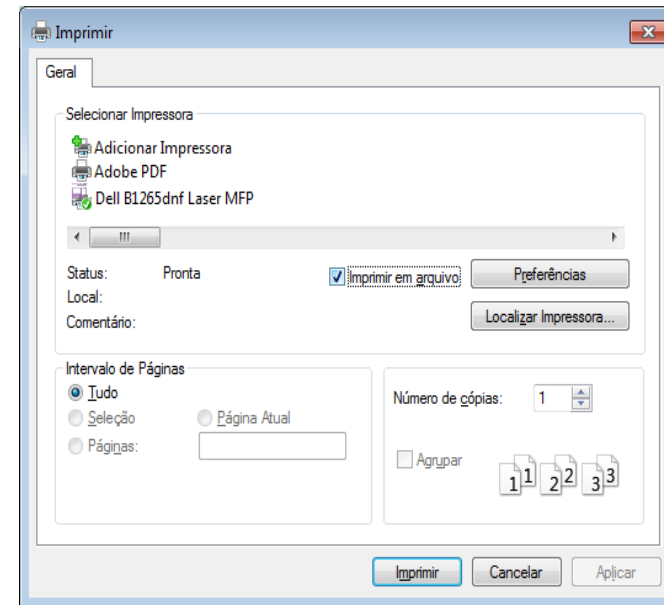 Imprimir
Geral
Selecionar Impressora
Adicionar Impressora
Adobe PDF
Dell B1265dnf Laser MFP
Status: Pronta Imprimir em arquivo Preferências
Local:
Comentário: Localizar Impressora...
Intervalo de Páginas
Tudo
Seleção Página Atual
Páginas:
Número de cópias: 1
Agrupar
1 1 2 2 3 3
Imprimir Cancelar Aplicar